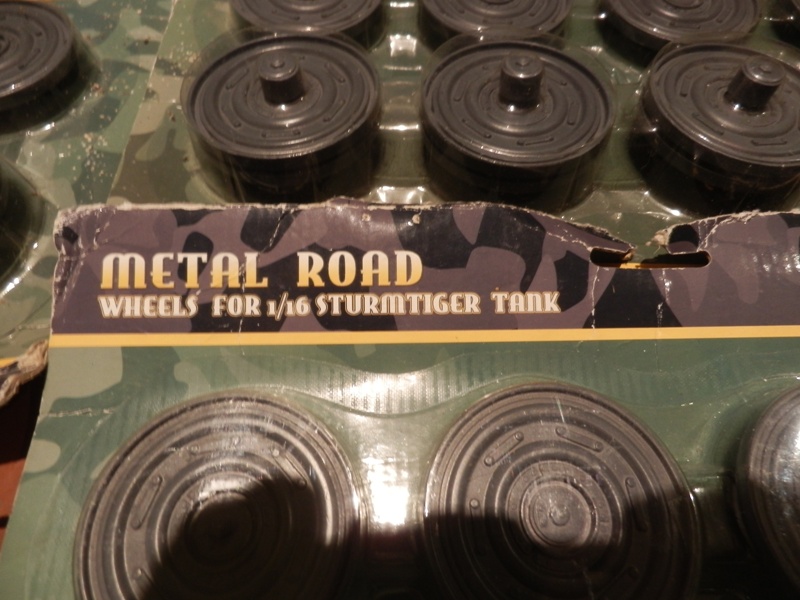 METAL ROAD
WHEELS FOR 1/16 STURMTIGER TANK